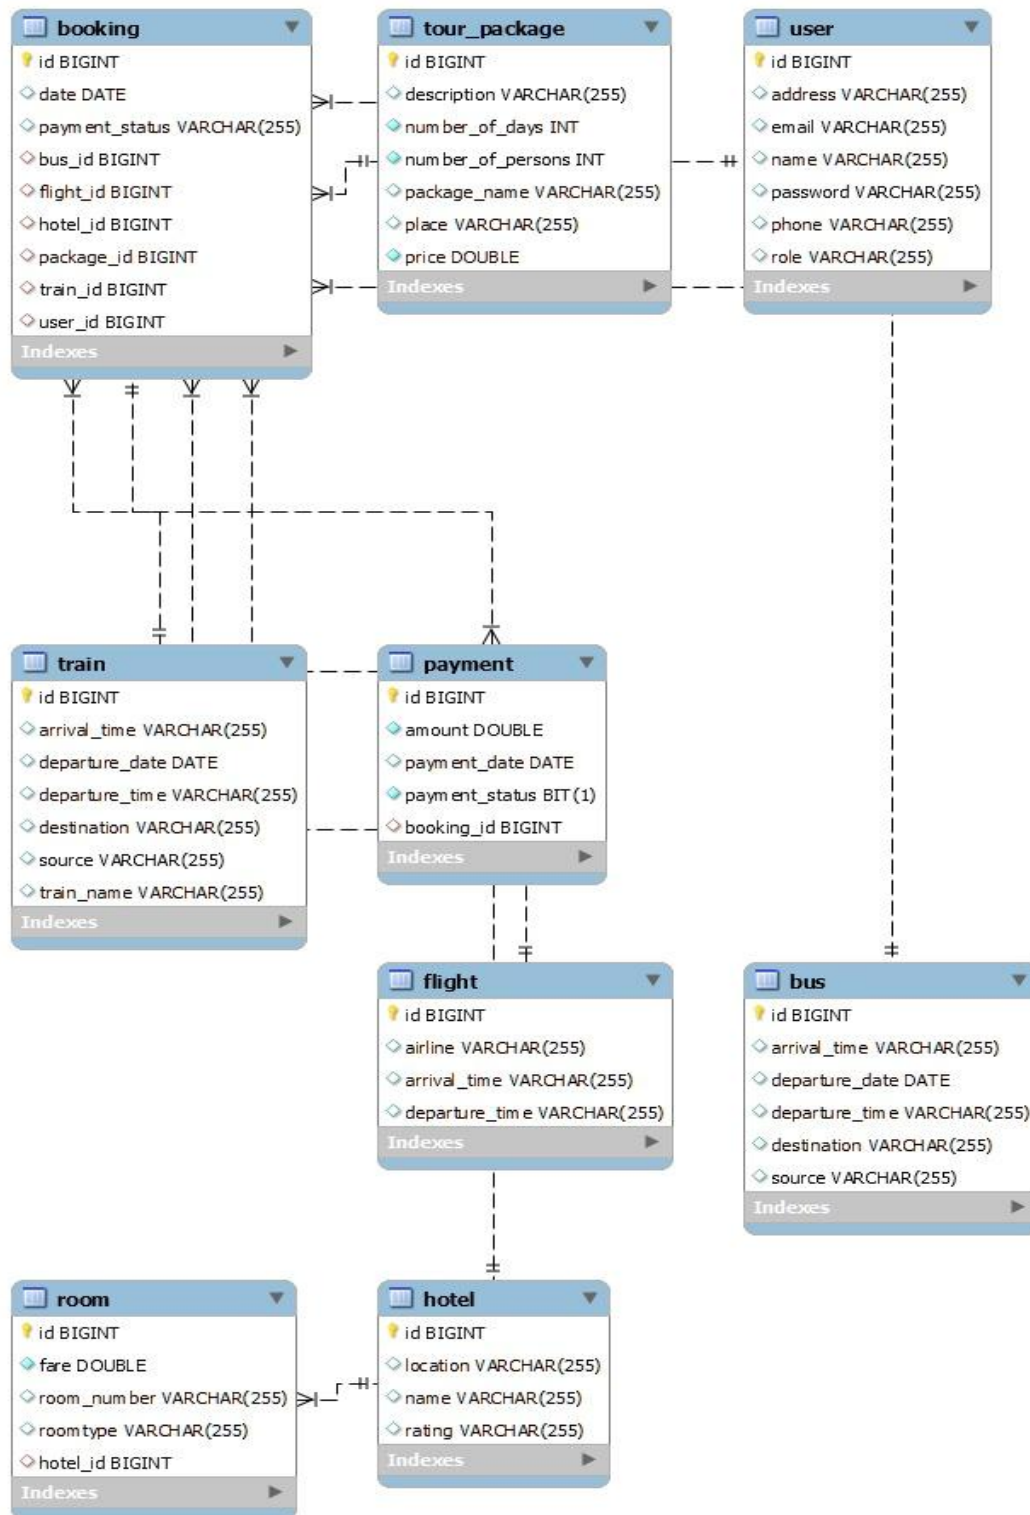 booking
id BIGINT
date DATE
payment_status VARCHAR(255)
bus_id BIGINT
flight_id BIGINT
hotel_id BIGINT
package_id BIGINT
train_id BIGINT
user_id BIGINT
Indexes
tour_package
id BIGINT
description VARCHAR(255)
number_of_days INT
number_of_persons INT
package_name VARCHAR(255)
place VARCHAR(255)
price DOUBLE
Indexes
user
id BIGINT
address VARCHAR(255)
email VARCHAR(255)
name VARCHAR(255)
password VARCHAR(255)
phone VARCHAR(255)
role VARCHAR(255)
Indexes
train
id BIGINT
arrival_time VARCHAR(255)
departure_date DATE
departure_time VARCHAR(255)
destination VARCHAR(255)
source VARCHAR(255)
train_name VARCHAR(255)
Indexes
payment
id BIGINT
amount DOUBLE
payment_date DATE
payment_status BIT(1)
booking_id BIGINT
Indexes
flight
id BIGINT
airline VARCHAR(255)
arrival_time VARCHAR(255)
departure_time VARCHAR(255)
Indexes
bus
id BIGINT
arrival_time VARCHAR(255)
departure_date DATE
departure_time VARCHAR(255)
destination VARCHAR(255)
source VARCHAR(255)
Indexes
room
id BIGINT
fare DOUBLE
room_number VARCHAR(255)
roomtype VARCHAR(255)
hotel_id BIGINT
Indexes
hotel
id BIGINT
location VARCHAR(255)
name VARCHAR(255)
rating VARCHAR(255)
Indexes